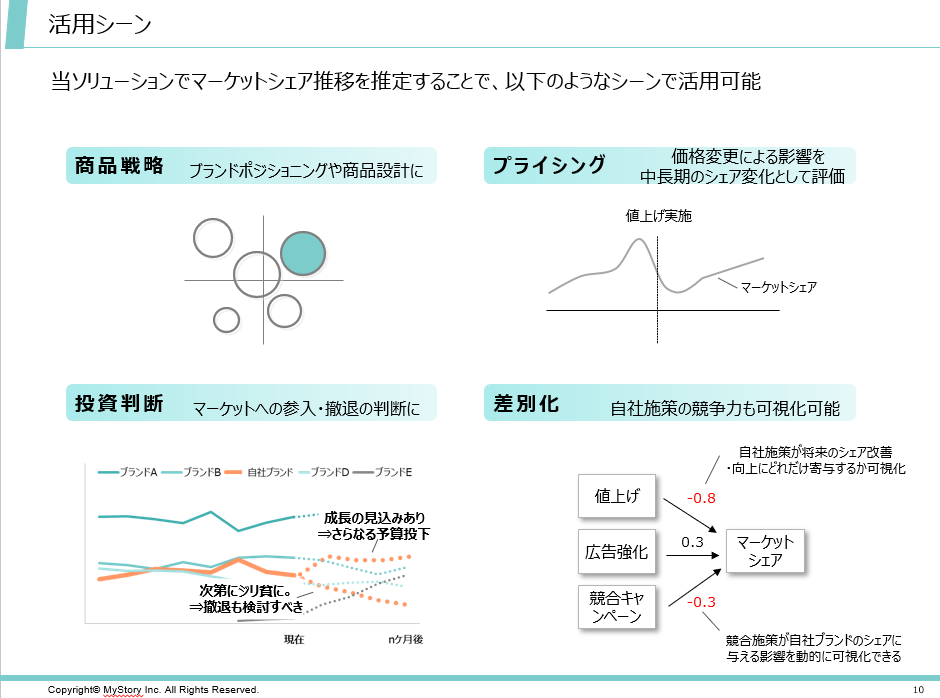 活用シーン
当ソリューションでマーケットシェア推移を推定することで、以下のようなシーンで活用可能
商品戦略
ブランドポジショニングや商品設計に
プライシング
価格変更による影響を
中長期のシェア変化として評価
値上げ実施
マーケットシェア
投資判断
マーケットへの参入・撤退の判断に
ブランドA ブランドB 自社ブランド ブランドD ブランドE
成長の見込みあり
⇒さらなる予算投下
次第にジリ貧に。
⇒撤退も検討すべき
現在
nケ月後
差別化
自社施策の競争力も可視化可能
自社施策が将来のシェア改善
・向上にどれだけ寄与するか可視化
値上げ
-0.8
広告強化
0.3
マーケット
シェア
競合キャ
ンペーン
-0.3
競合施策が自社ブランドのシェアに
与える影響を動的に可視化できる
Copyright© MyStory Inc. All Rights Reserved.
10